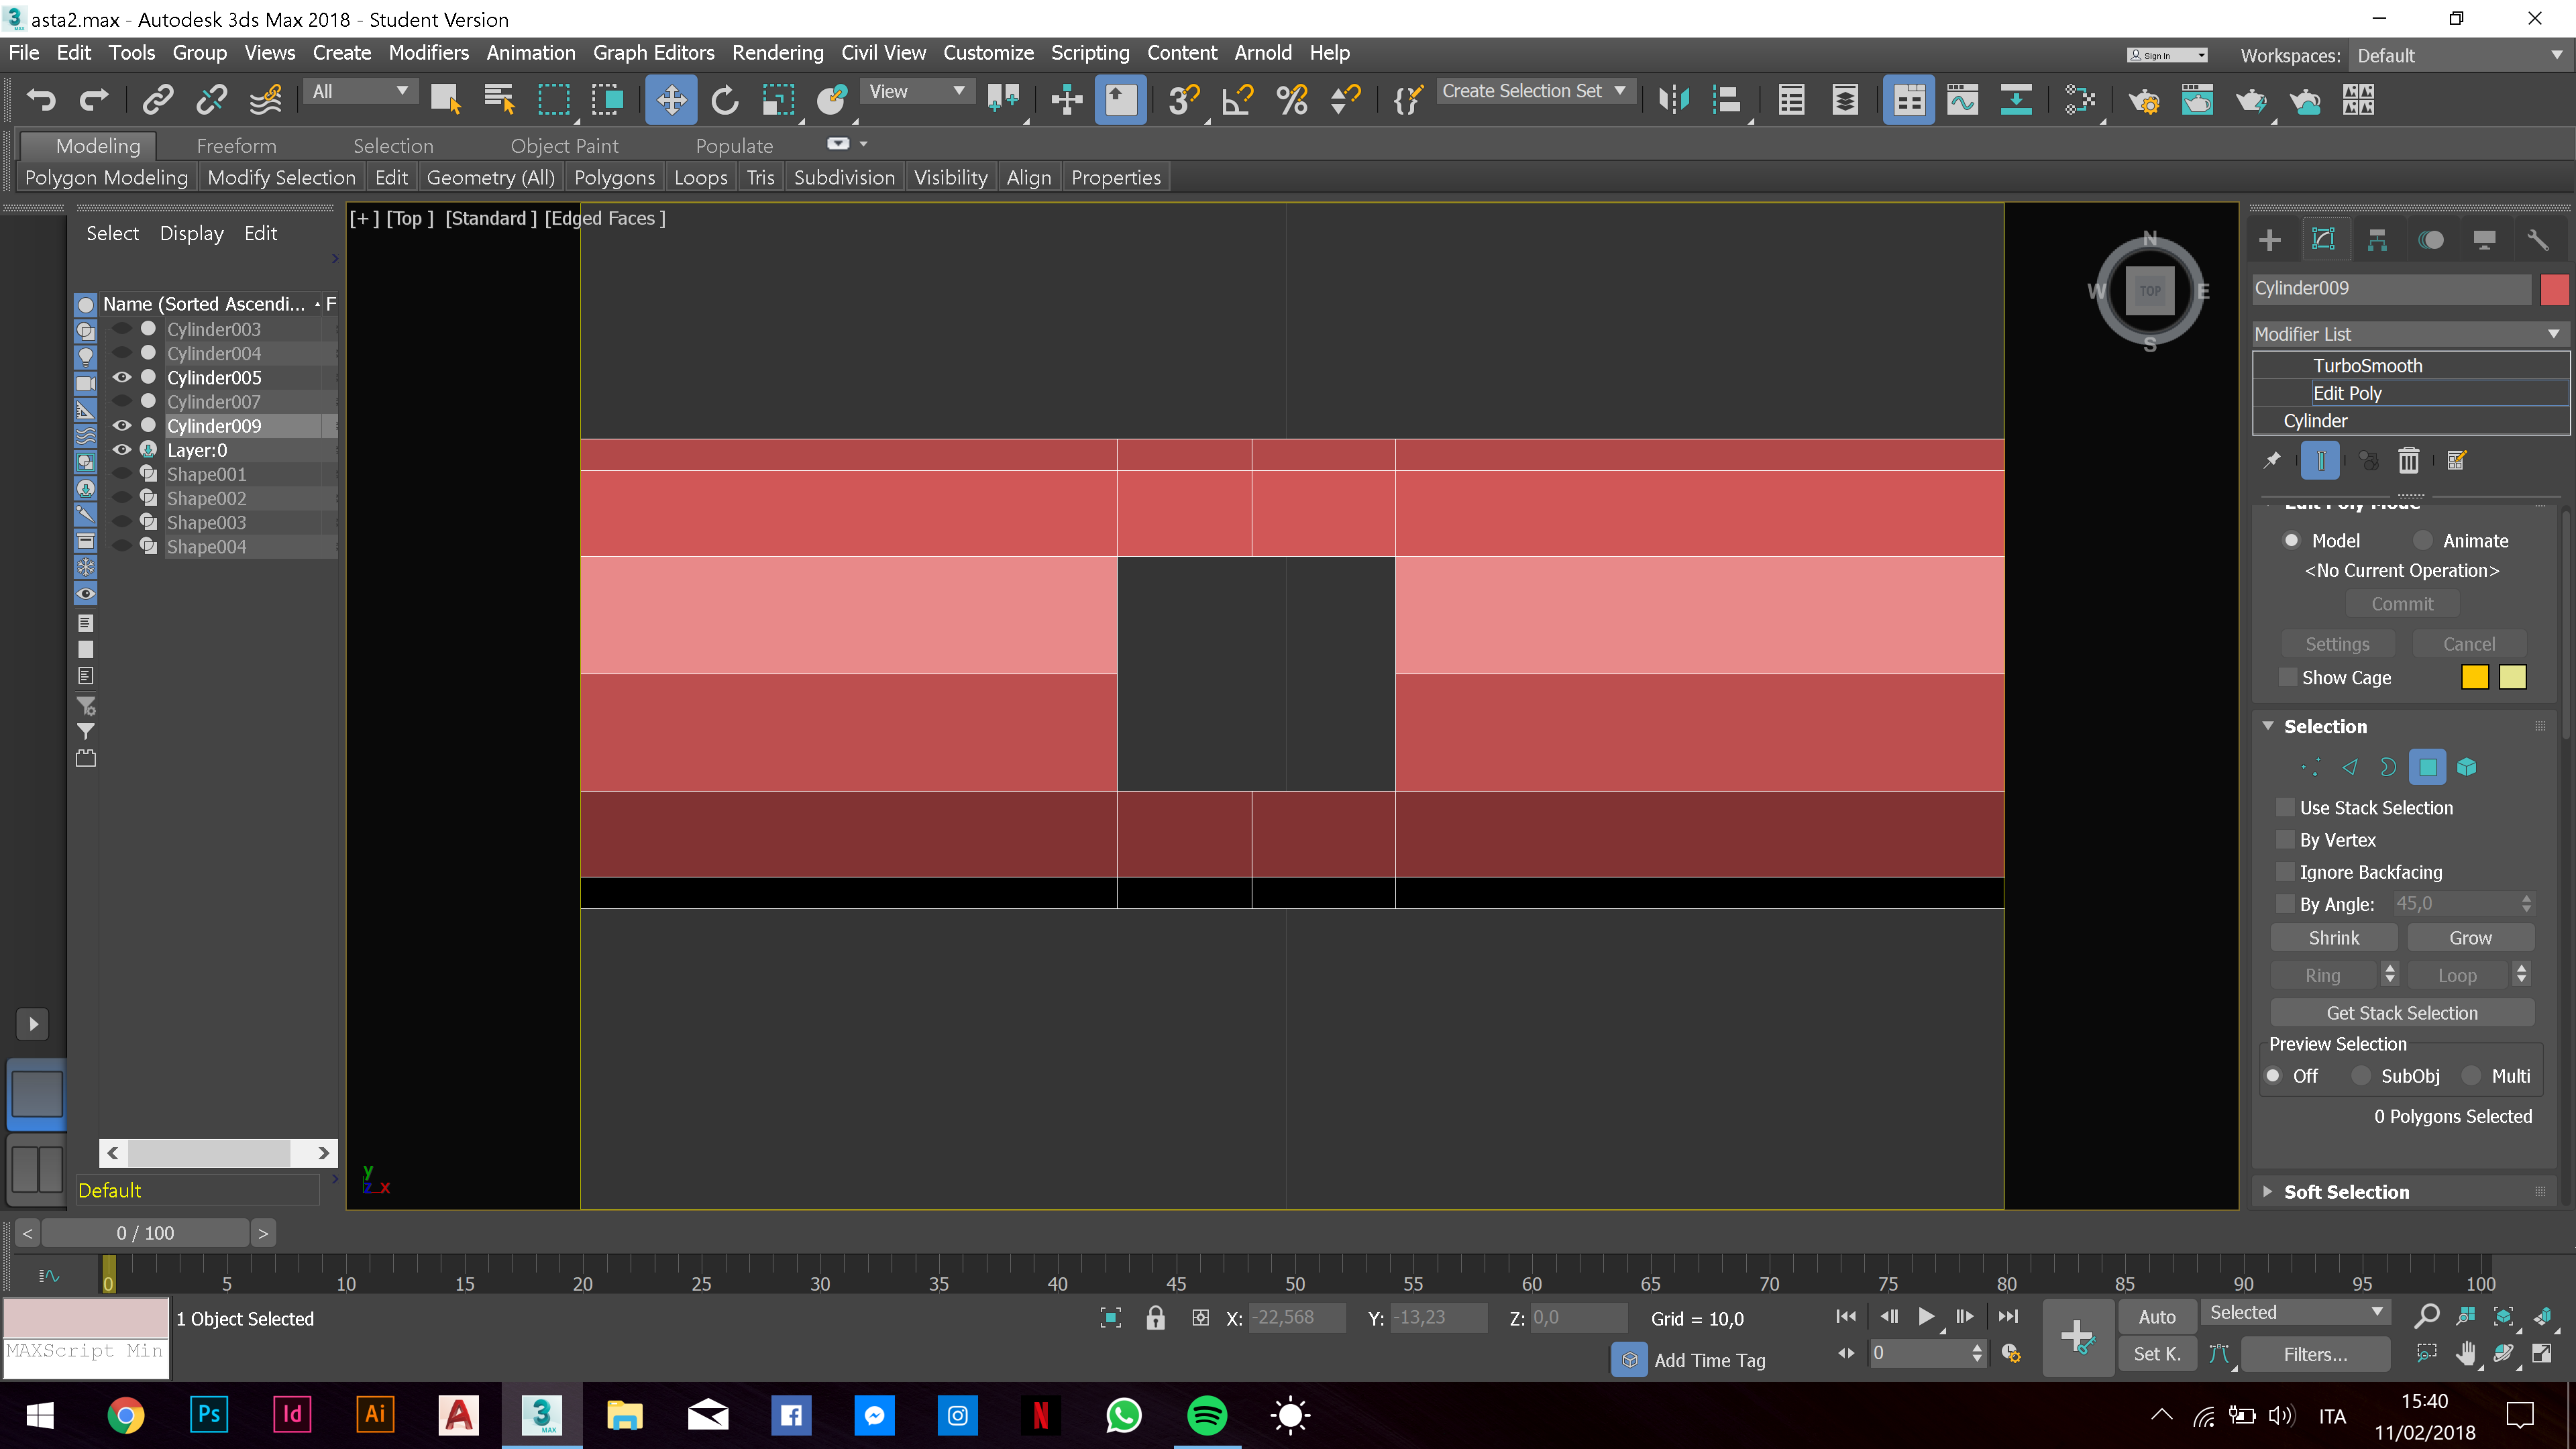 asta2.max - Autodesk 3ds Max 2018 - Student Version
File Edit Tools Group Views Create Modifiers Animation Graph Editors Rendering Civil View Customize Scripting Content Arnold Help
Sign In
Workspaces: Default
All
View
Create Selection Set
Modeling Freeform Selection Object Paint Populate
Polygon Modeling Modify Selection Edit Geometry (All) Polygons Loops Tris Subdivision Visibility Align Properties
Select Display Edit
Name (Sorted Ascendi... F
Cylinder003
Cylinder004
Cylinder005
Cylinder007
Cylinder009
Layer:0
Shape001
Shape002
Shape003
Shape004
Default
[+] [Top ] [Standard ] [Edged Faces ]
N
W TOP E
S
y
z x
Cylinder009
Modifier List
TurboSmooth
Edit Poly
Cylinder
Edit Poly Mode
Model Animate
<No Current Operation>
Commit
Settings Cancel
Show Cage
Selection
Use Stack Selection
By Vertex
Ignore Backfacing
By Angle: 45,0
Shrink Grow
Ring Loop
Get Stack Selection
Preview Selection
Off SubObj Multi
0 Polygons Selected
Soft Selection
< 0 / 100 >
0 5 10 15 20 25 30 35 40 45 50 55 60 65 70 75 80 85 90 95 100
1 Object Selected
MAXScript Min
X: -22,568 Y: -13,23 Z: 0,0 Grid = 10,0
Add Time Tag
0
Auto Selected
Set K. Filters...
Ps Id Ai A 3 MAX N
ITA
15:40
11/02/2018